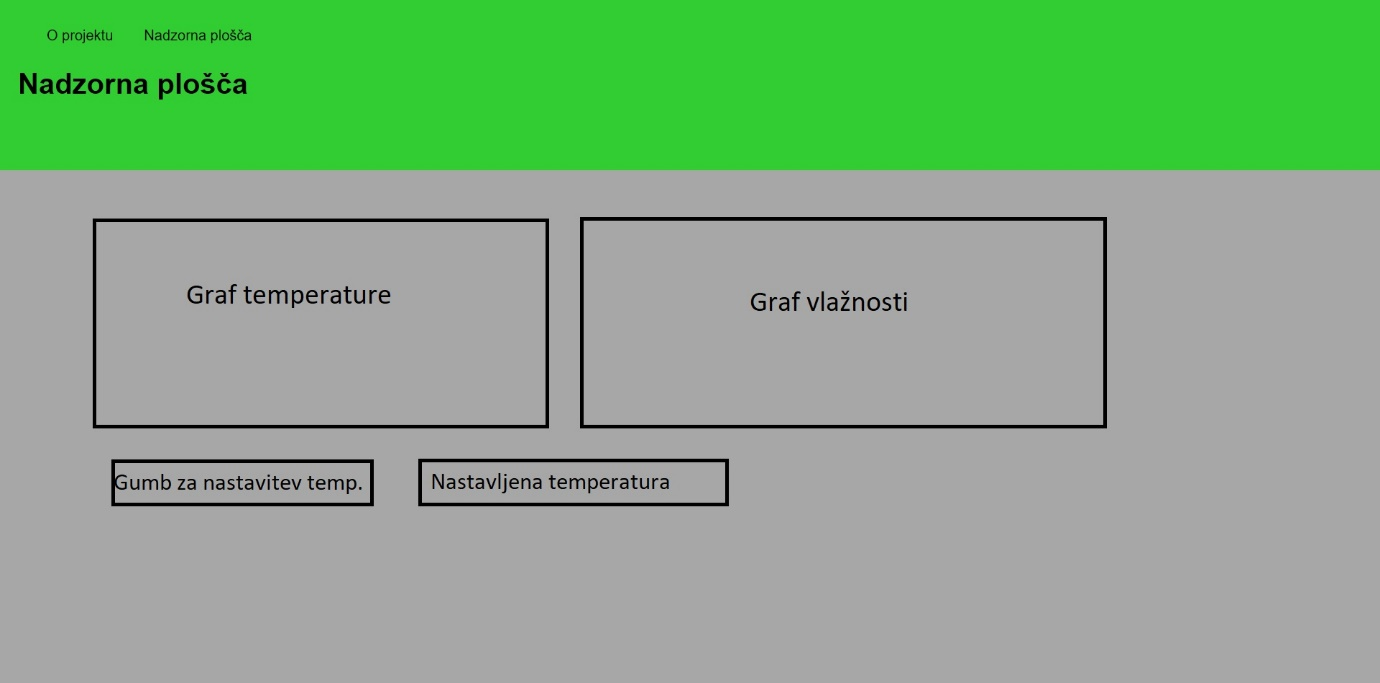 O projektu Nadzorna plošča
Nadzorna plošča
Graf temperature
Graf vlažnosti
Gumb za nastavitev temp.
Nastavljena temperatura